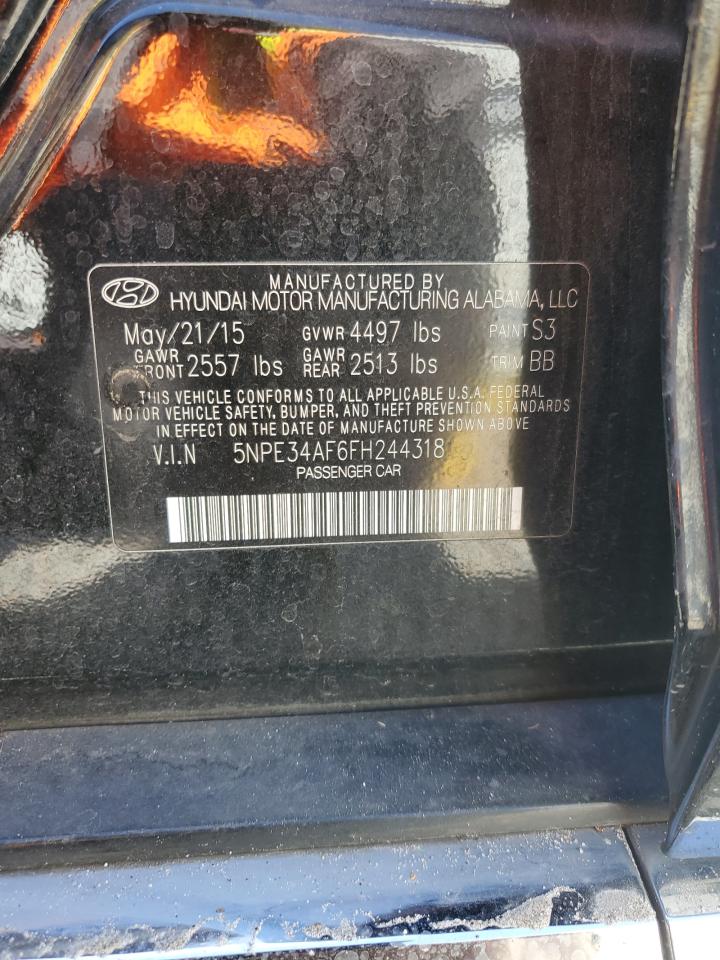 MANUFACTURED BY
HYUNDAI MOTOR MANUFACTURING ALABAMA, LLC
May/21/15 GVWR 4497 lbs PAINT S3
GAWR FRONT 2557 lbs GAWR REAR 2513 lbs TRIM BB
THIS VEHICLE CONFORMS TO ALL APPLICABLE U.S.A. FEDERAL
MOTOR VEHICLE SAFETY, BUMPER, AND THEFT PREVENTION STANDARDS
IN EFFECT ON THE DATE OF MANUFACTURE SHOWN ABOVE
V.I.N 5NPE34AF6FH244318
PASSENGER CAR